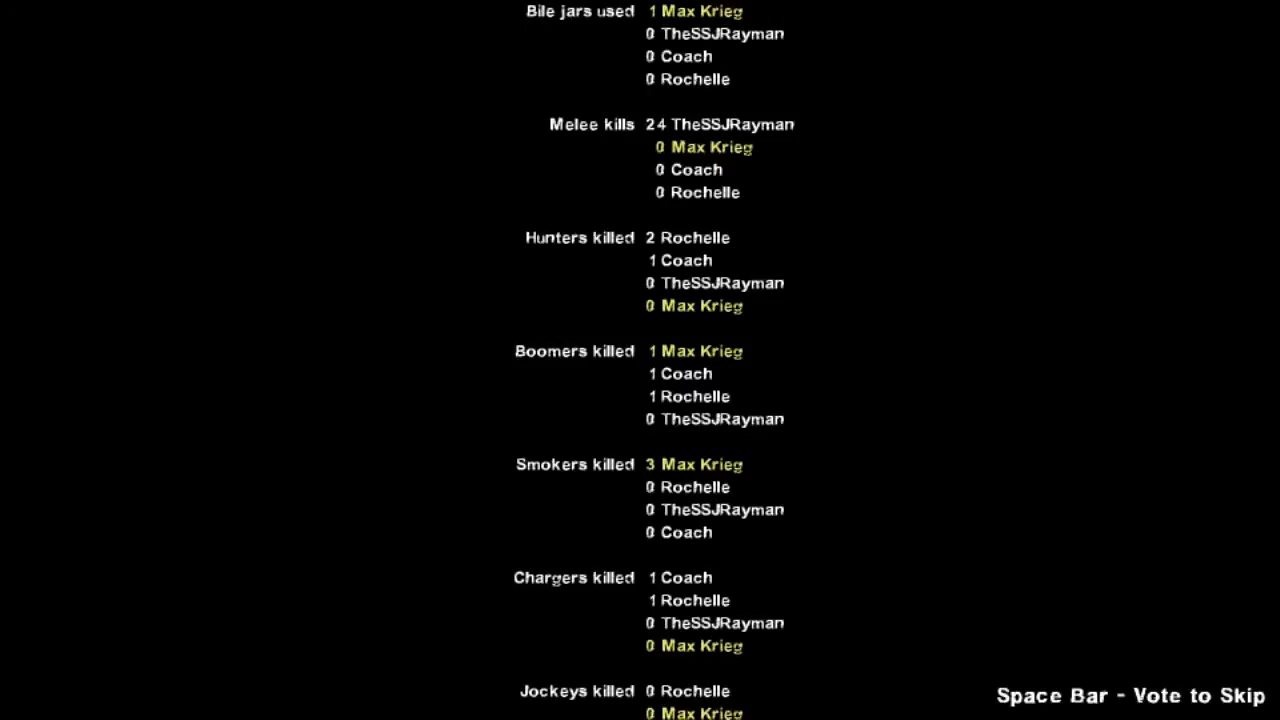 Bile jars used 1 Max Krieg
0 TheSSJRayman
0 Coach
0 Rochelle
Melee kills 24 TheSSJRayman
0 Max Krieg
0 Coach
0 Rochelle
Hunters killed 2 Rochelle
1 Coach
0 TheSSJRayman
0 Max Krieg
Boomers killed 1 Max Krieg
1 Coach
1 Rochelle
0 TheSSJRayman
Smokers killed 3 Max Krieg
0 Rochelle
0 TheSSJRayman
0 Coach
Chargers killed 1 Coach
1 Rochelle
0 TheSSJRayman
0 Max Krieg
Jockeys killed 0 Rochelle
0 Max Krieg
Space Bar - Vote to Skip